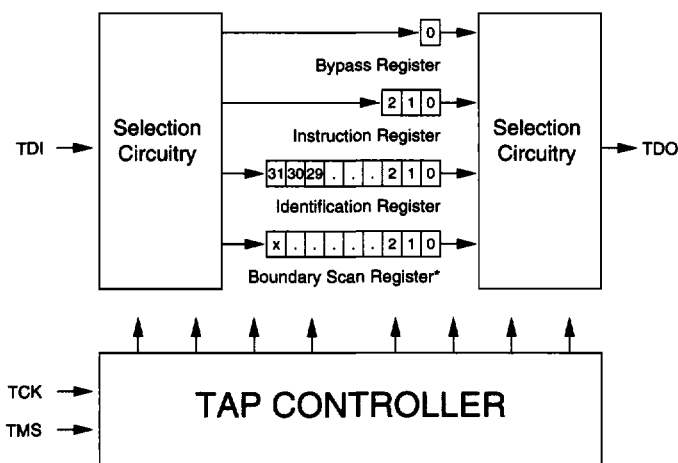 0
Bypass Register
2 1 0
Instruction Register
Selection
Circuitry
TDI
31 30 29 . . . 2 1 0
Identification Register
x . . . . . 2 1 0
Boundary Scan Register*
Selection
Circuitry
TDO
TCK
TMS
TAP CONTROLLER